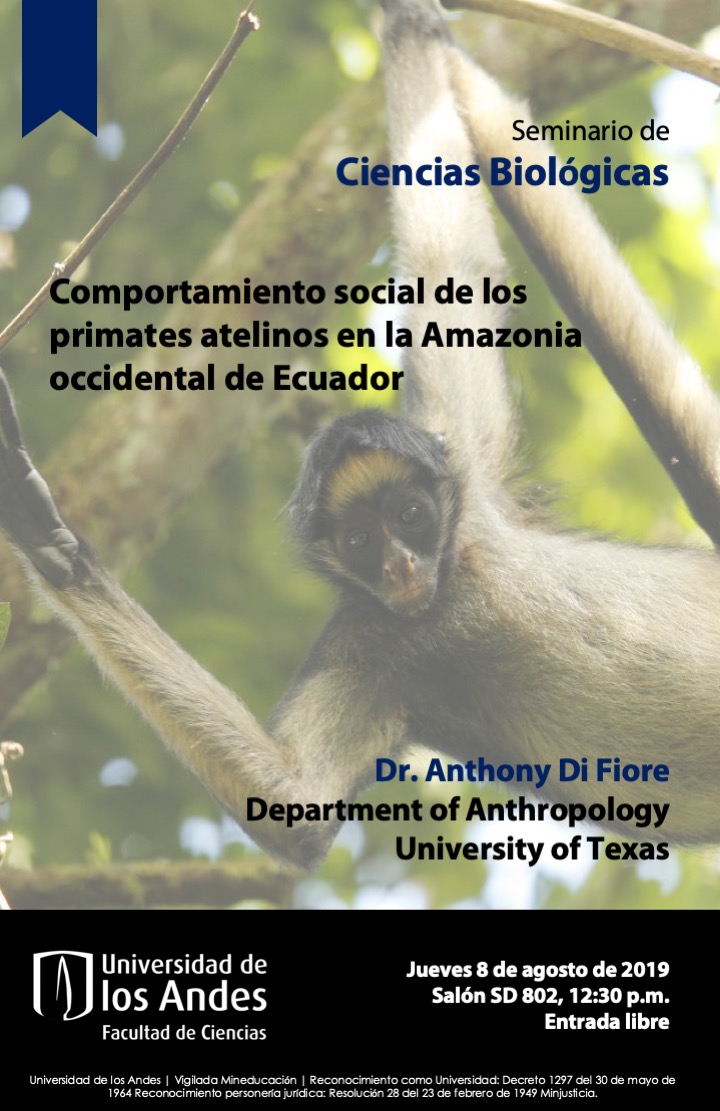 Seminario de
Ciencias Biológicas
Comportamiento social de los
primates atelinos en la Amazonia
occidental de Ecuador
Dr. Anthony Di Fiore
Department of Anthropology
University of Texas
Universidad de
los Andes
Facultad de Ciencias
Jueves 8 de agosto de 2019
Salón SD 802, 12:30 p.m.
Entrada libre
Universidad de los Andes | Vigilada Mineducación | Reconocimiento como Universidad: Decreto 1297 del 30 de mayo de
1964 Reconocimiento personería jurídica: Resolución 28 del 23 de febrero de 1949 Minjusticia.